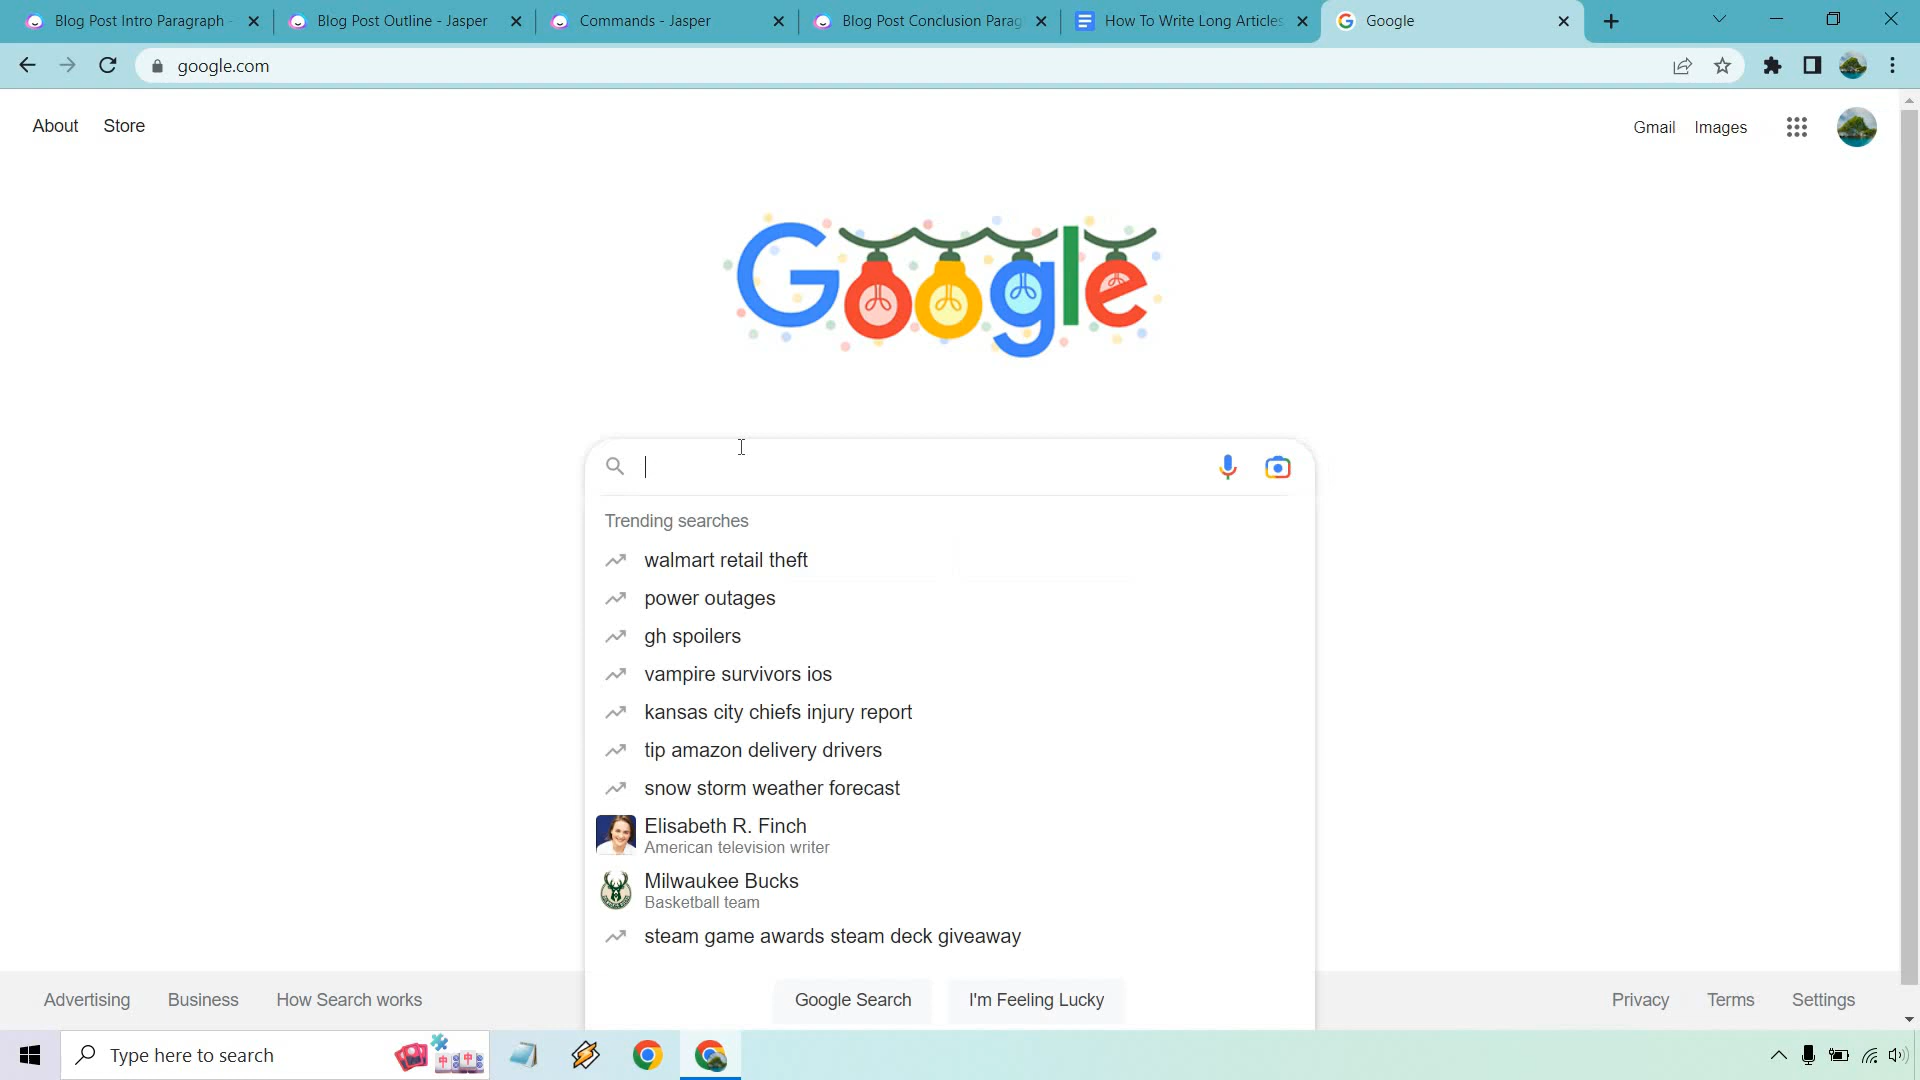 Blog Post Intro Paragraph -
Blog Post Outline - Jasper
Commands - Jasper
Blog Post Conclusion Parag
How To Write Long Articles
Google
google.com
About
Store
Gmail
Images
Google
Trending searches
walmart retail theft
power outages
gh spoilers
vampire survivors ios
kansas city chiefs injury report
tip amazon delivery drivers
snow storm weather forecast
Elisabeth R. Finch
American television writer
Milwaukee Bucks
Basketball team
steam game awards steam deck giveaway
Google Search
I'm Feeling Lucky
Advertising
Business
How Search works
Privacy
Terms
Settings
Type here to search